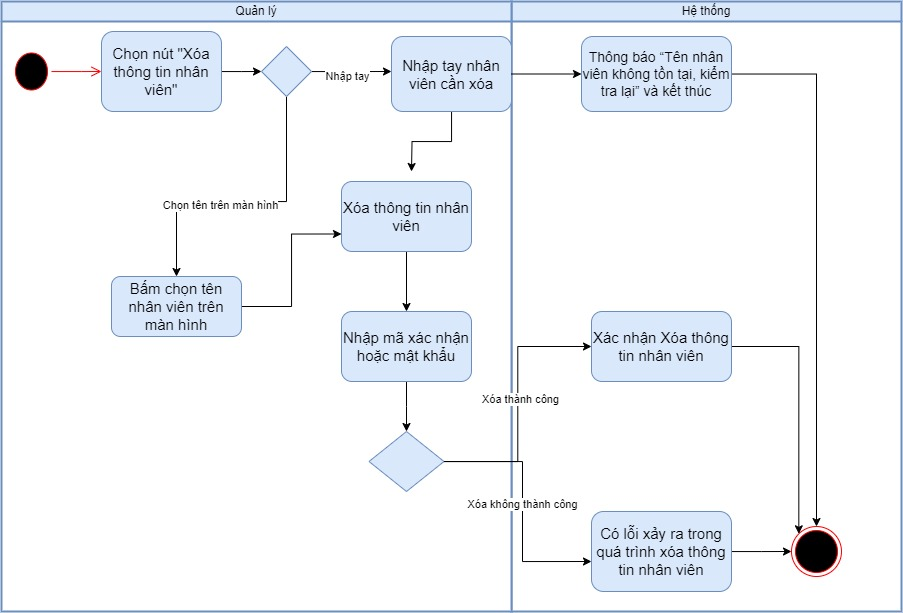 Quản lý
Hệ thống
Chọn nút "Xóa
thông tin nhân
viên"
Nhập tay
Nhập tay nhân
viên cần xóa
Thông báo “Tên nhân
viên không tồn tại, kiểm
tra lại” và kết thúc
Chọn tên trên màn hình
Xóa thông tin nhân
viên
Bấm chọn tên
nhân viên trên
màn hình
Nhập mã xác nhận
hoặc mật khẩu
Xác nhận Xóa thông
tin nhân viên
Xóa thành công
Xóa không thành công
Có lỗi xảy ra trong
quá trình xóa thông
tin nhân viên